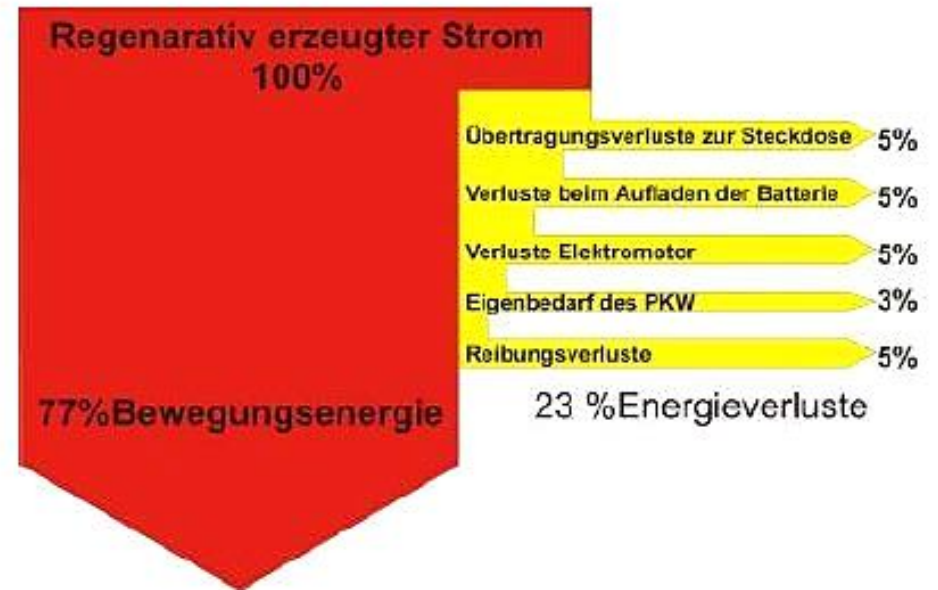 Regenarativ erzeugter Strom
100%
Übertragungsverluste zur Steckdose 5%
Verluste beim Aufladen der Batterie 5%
Verluste Elektromotor 5%
Eigenbedarf des PKW 3%
Reibungsverluste 5%
77%Bewegungsenergie
23 %Energieverluste